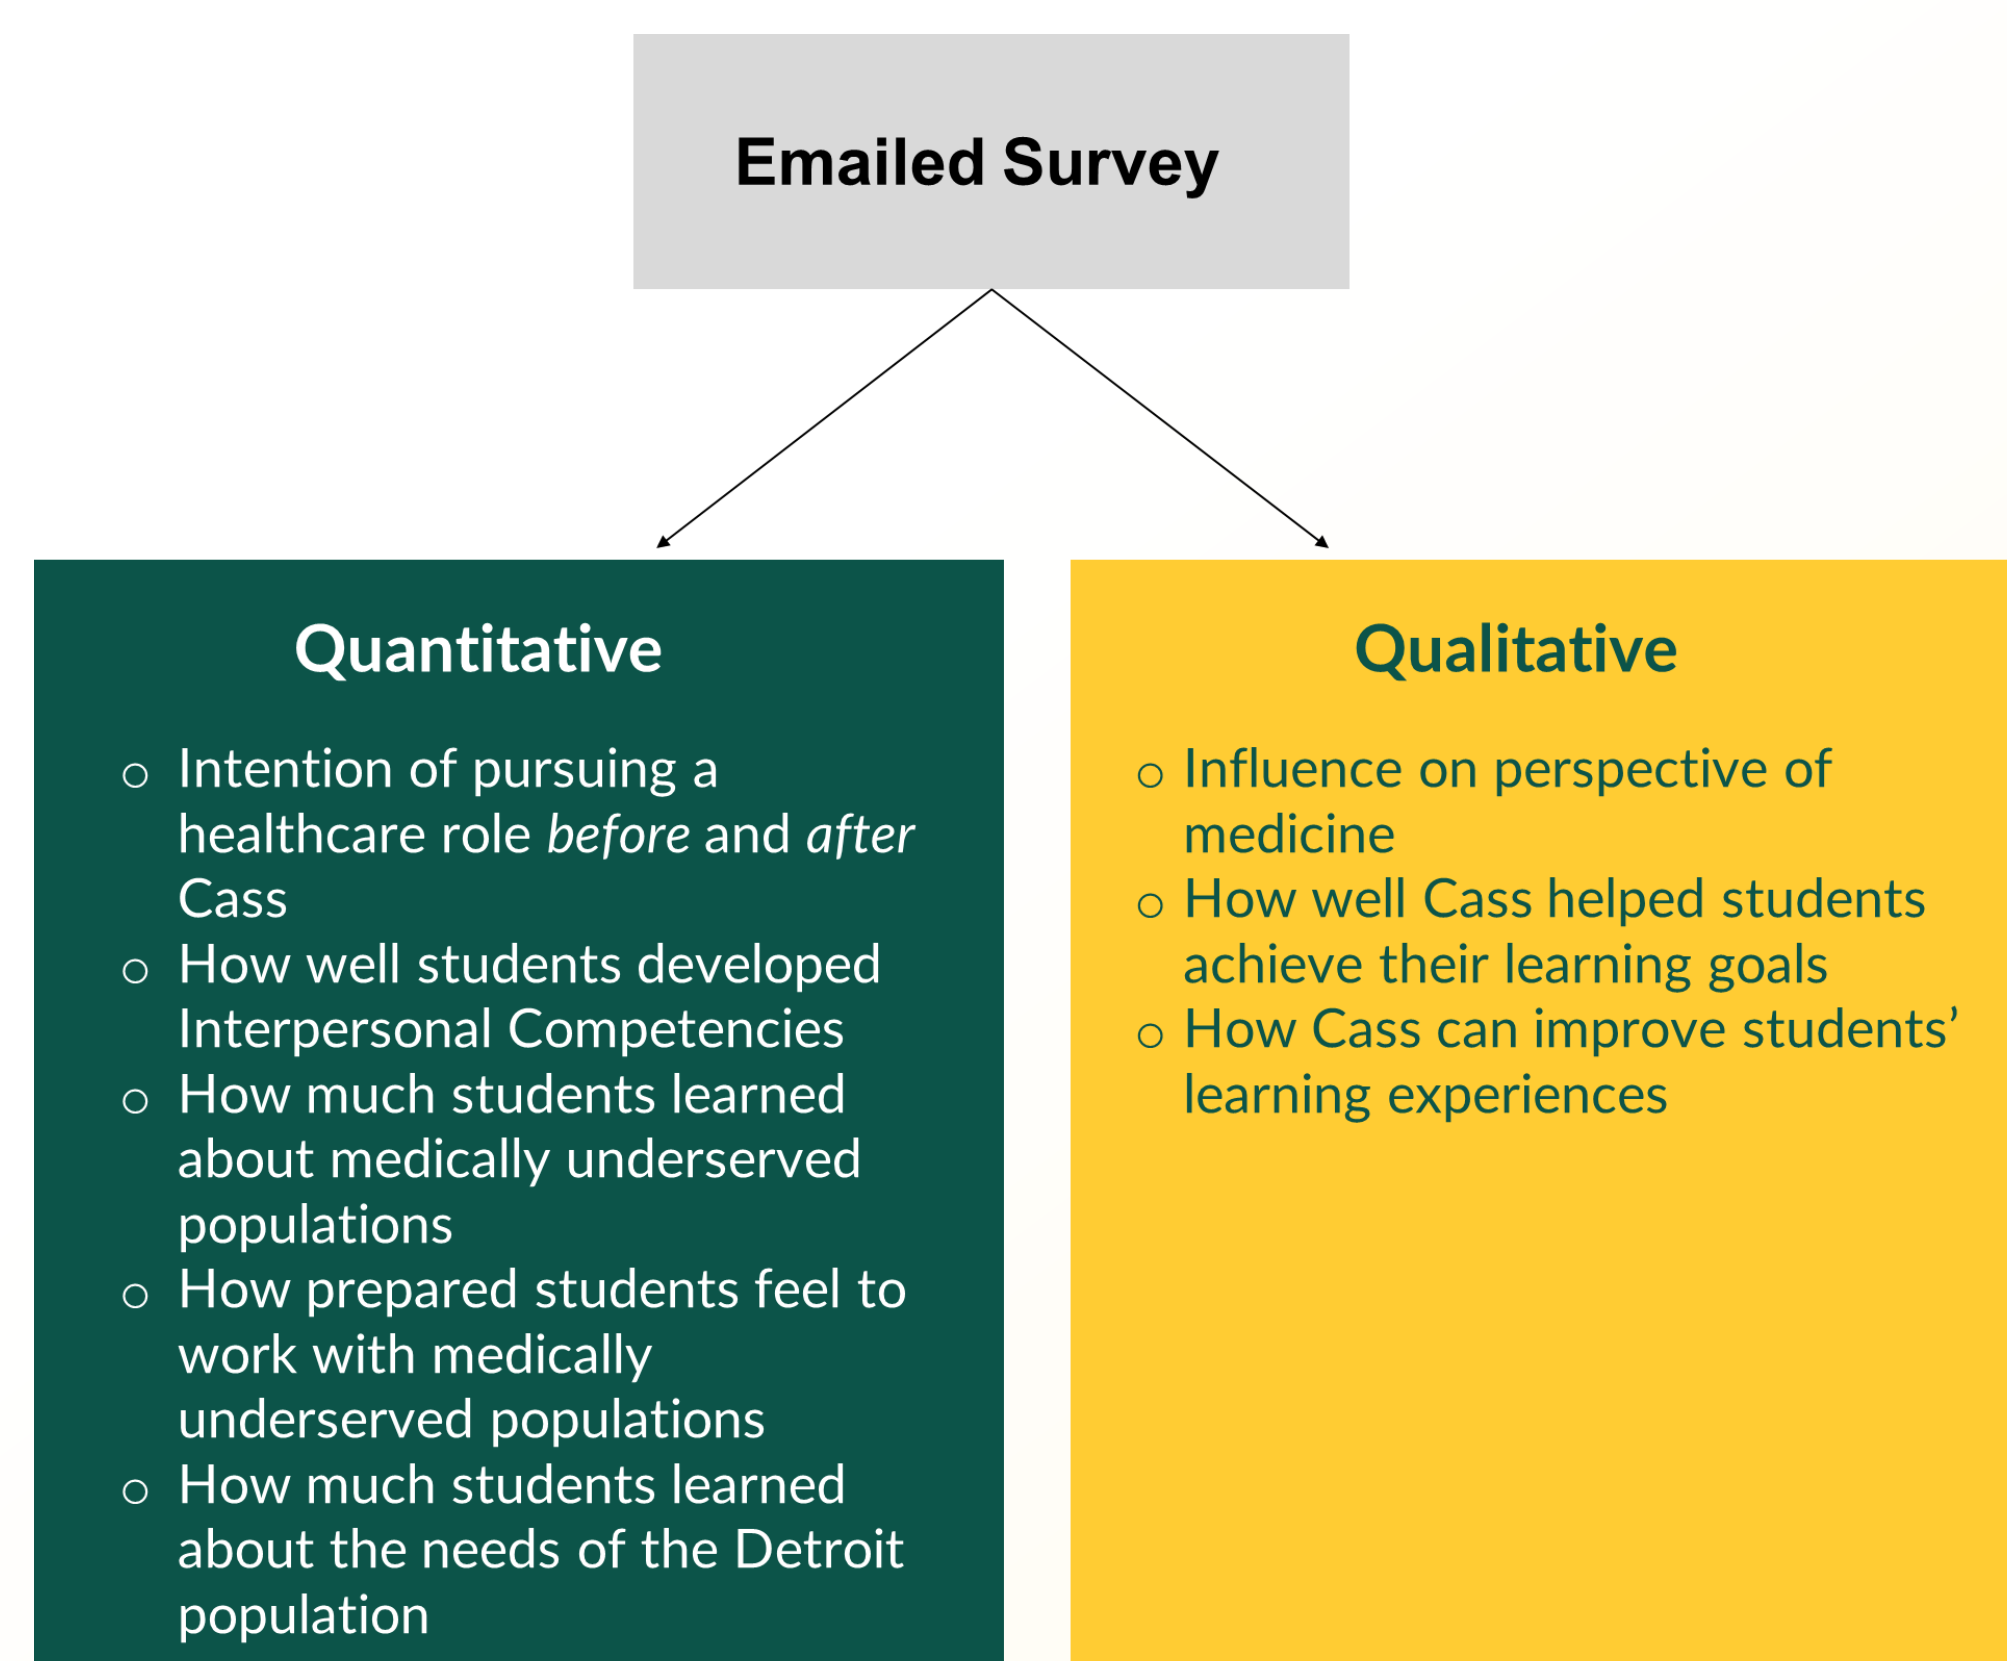 Emailed Survey
Quantitative
○ Intention of pursuing a
healthcare role before and after
Cass
○ How well students developed
Interpersonal Competencies
○ How much students learned
about medically underserved
populations
○ How prepared students feel to
work with medically
underserved populations
○ How much students learned
about the needs of the Detroit
population
Qualitative
○ Influence on perspective of
medicine
○ How well Cass helped students
achieve their learning goals
○ How Cass can improve students’
learning experiences